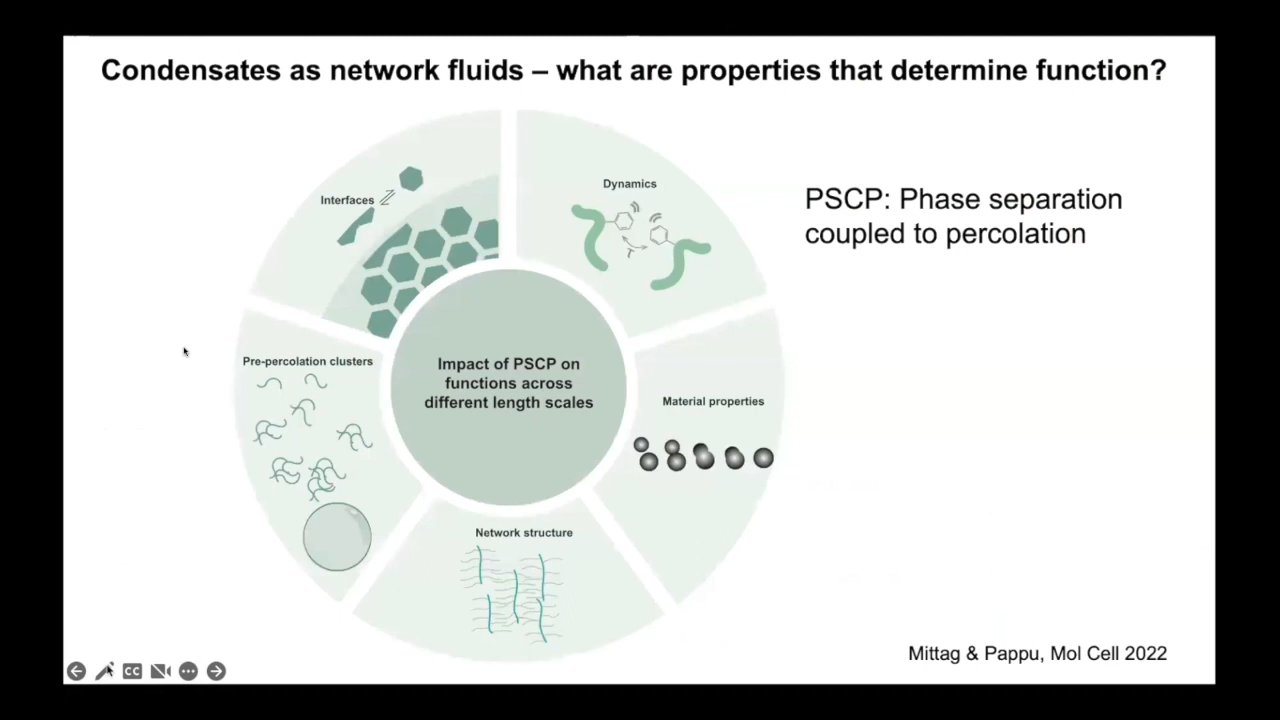 Condensates as network fluids – what are properties that determine function?
Interfaces
Dynamics
PSCP: Phase separation
coupled to percolation
Pre-percolation clusters
Impact of PSCP on
functions across
different length scales
Material properties
Network structure
Mittag & Pappu, Mol Cell 2022
CC